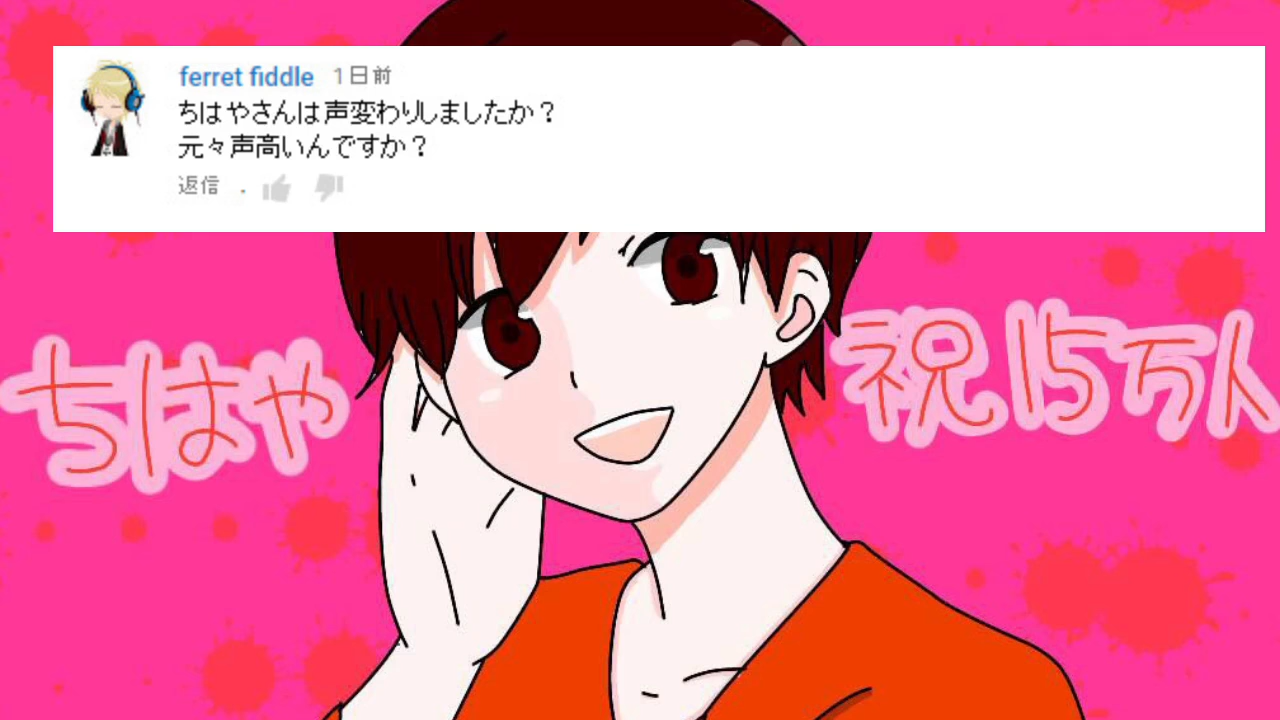 ferret fiddle 1日前
ちはやさんは声変わりしましたか？
元々声高いんですか？
返信 .
ちはや
祝15万人